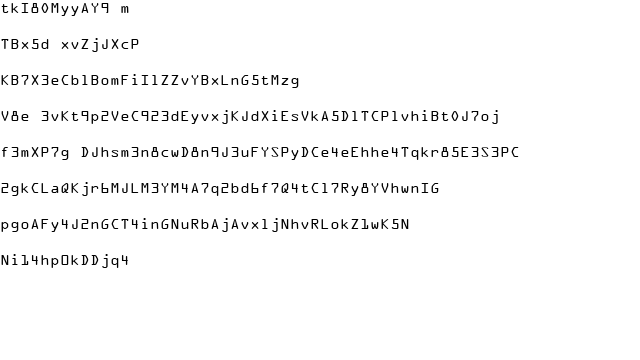 tkI80MyyAY9 m
TBx5d xvZjJXcP
KB7X3eCblBomFiIlZZvYBxLnG5tMzg
V8e 3vKt9p2VeC923dEyvxjKJdXiEsVkA5DlTCPlvhiBt0J7oj
f3mXP7g DJhsm3n8cwD8n9J3uFYSPyDCe4eEhhe4Tqkr85E3S3PC
2gkCLaQKjr6MJLM3YM4A7q2bd6f7Q4tCl7Ry8YVhwnIG
pgoAFy4J2nGCT4inGNuRbAjAvxljNhvRLokZ1wK5N
Ni14hpOkDDjq4